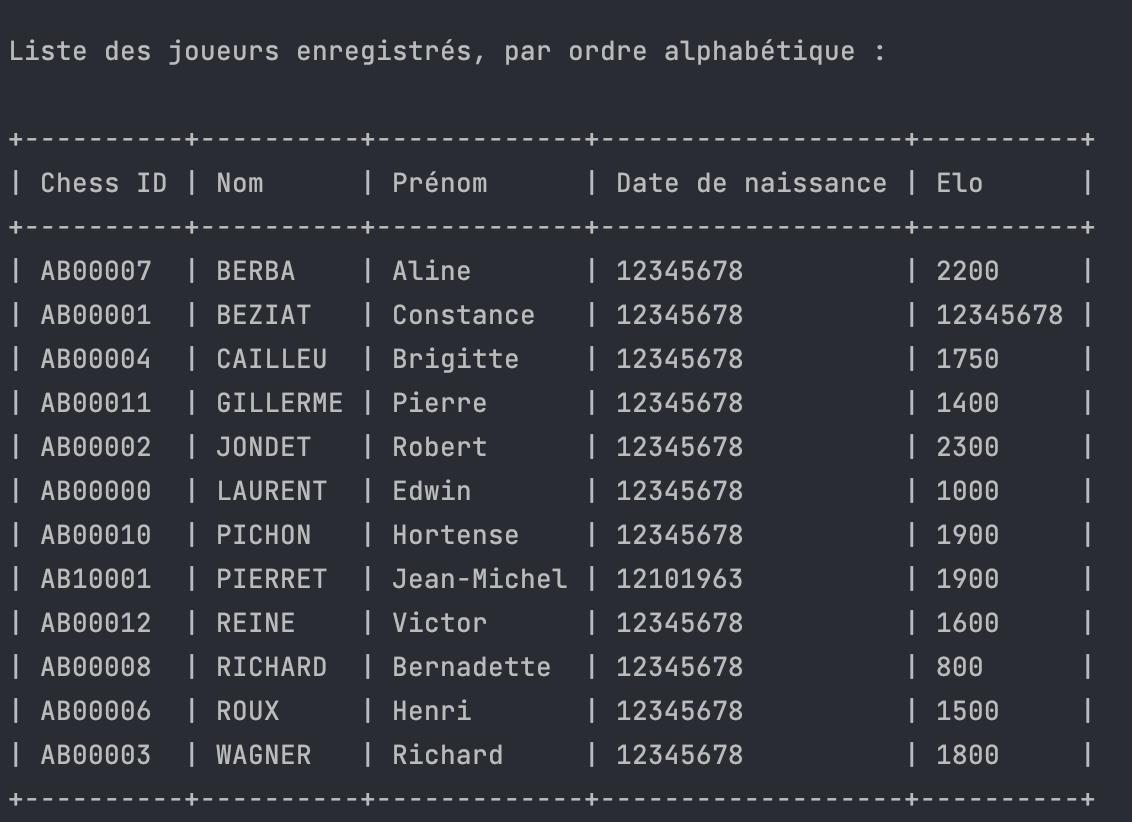 Liste des joueurs enregistrés, par ordre alphabétique :
+----------+----------+-------------+-------------------+----------+
| Chess ID | Nom      | Prénom      | Date de naissance | Elo      |
+----------+----------+-------------+-------------------+----------+
| AB00007  | BERBA    | Aline       | 12345678          | 2200     |
| AB00001  | BEZIAT   | Constance   | 12345678          | 12345678 |
| AB00004  | CAILLEU  | Brigitte    | 12345678          | 1750     |
| AB00011  | GILLERME | Pierre      | 12345678          | 1400     |
| AB00002  | JONDET   | Robert      | 12345678          | 2300     |
| AB00000  | LAURENT  | Edwin       | 12345678          | 1000     |
| AB00010  | PICHON   | Hortense    | 12345678          | 1900     |
| AB10001  | PIERRET  | Jean-Michel | 12101963          | 1900     |
| AB00012  | REINE    | Victor      | 12345678          | 1600     |
| AB00008  | RICHARD  | Bernadette  | 12345678          | 800      |
| AB00006  | ROUX     | Henri       | 12345678          | 1500     |
| AB00003  | WAGNER   | Richard     | 12345678          | 1800     |
+----------+----------+-------------+-------------------+----------+